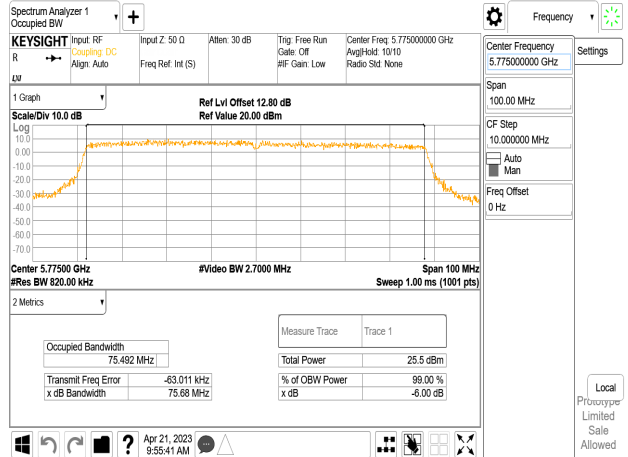 Spectrum Analyzer 1
Occupied BW
Frequency
KEYSIGHT
R
LXI
Input: RF
Coupling: DC
Align: Auto
Input Z: 50 Ω
Freq Ref: Int (S)
Atten: 30 dB
Trig: Free Run
Gate: Off
#IF Gain: Low
Center Freq: 5.775000000 GHz
Avg|Hold: 10/10
Radio Std: None
Center Frequency
5.775000000 GHz
Settings
Span
100.00 MHz
CF Step
10.000000 MHz
Auto
Man
Freq Offset
0 Hz
1 Graph
Ref Lvl Offset 12.80 dB
Scale/Div 10.0 dB
Ref Value 20.00 dBm
Log
10.0
0.00
-10.0
-20.0
-30.0
-40.0
-50.0
-60.0
-70.0
Center 5.77500 GHz
#Video BW 2.7000 MHz
Span 100 MHz
#Res BW 820.00 kHz
Sweep 1.00 ms (1001 pts)
2 Metrics
Measure Trace
Trace 1
Occupied Bandwidth
75.492 MHz
Total Power
25.5 dBm
Transmit Freq Error
-63.011 kHz
% of OBW Power
99.00 %
x dB Bandwidth
75.68 MHz
x dB
-6.00 dB
Local
Prototype
Limited
Sale
Allowed
?
Apr 21, 2023
9:55:41 AM